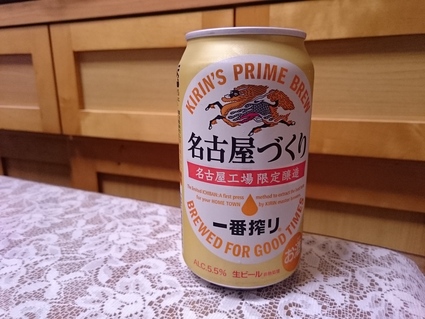 KIRIN'S PRIME BREW
名古屋づくり
名古屋工場 限定醸造
一番搾り
BREWED FOR GOOD TIMES
ALC.5.5% 生ビール